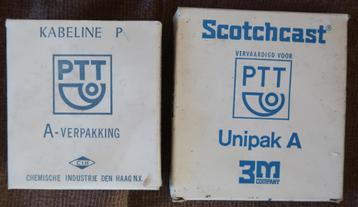 KABELINE P
PTT
A-VERPAKKING
CIH
CHEMISCHE INDUSTRIE DEN HAAG N.V.
Scotchcast®
VERVAARDIGD VOOR
PTT
Unipak A
3M
COMPANY